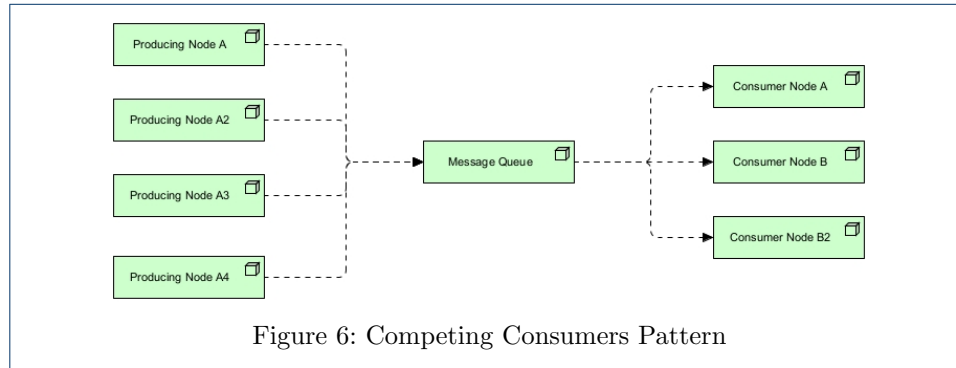 Producing Node A
Producing Node A2
Producing Node A3
Producing Node A4
Message Queue
Consumer Node A
Consumer Node B
Consumer Node B2
Figure 6: Competing Consumers Pattern